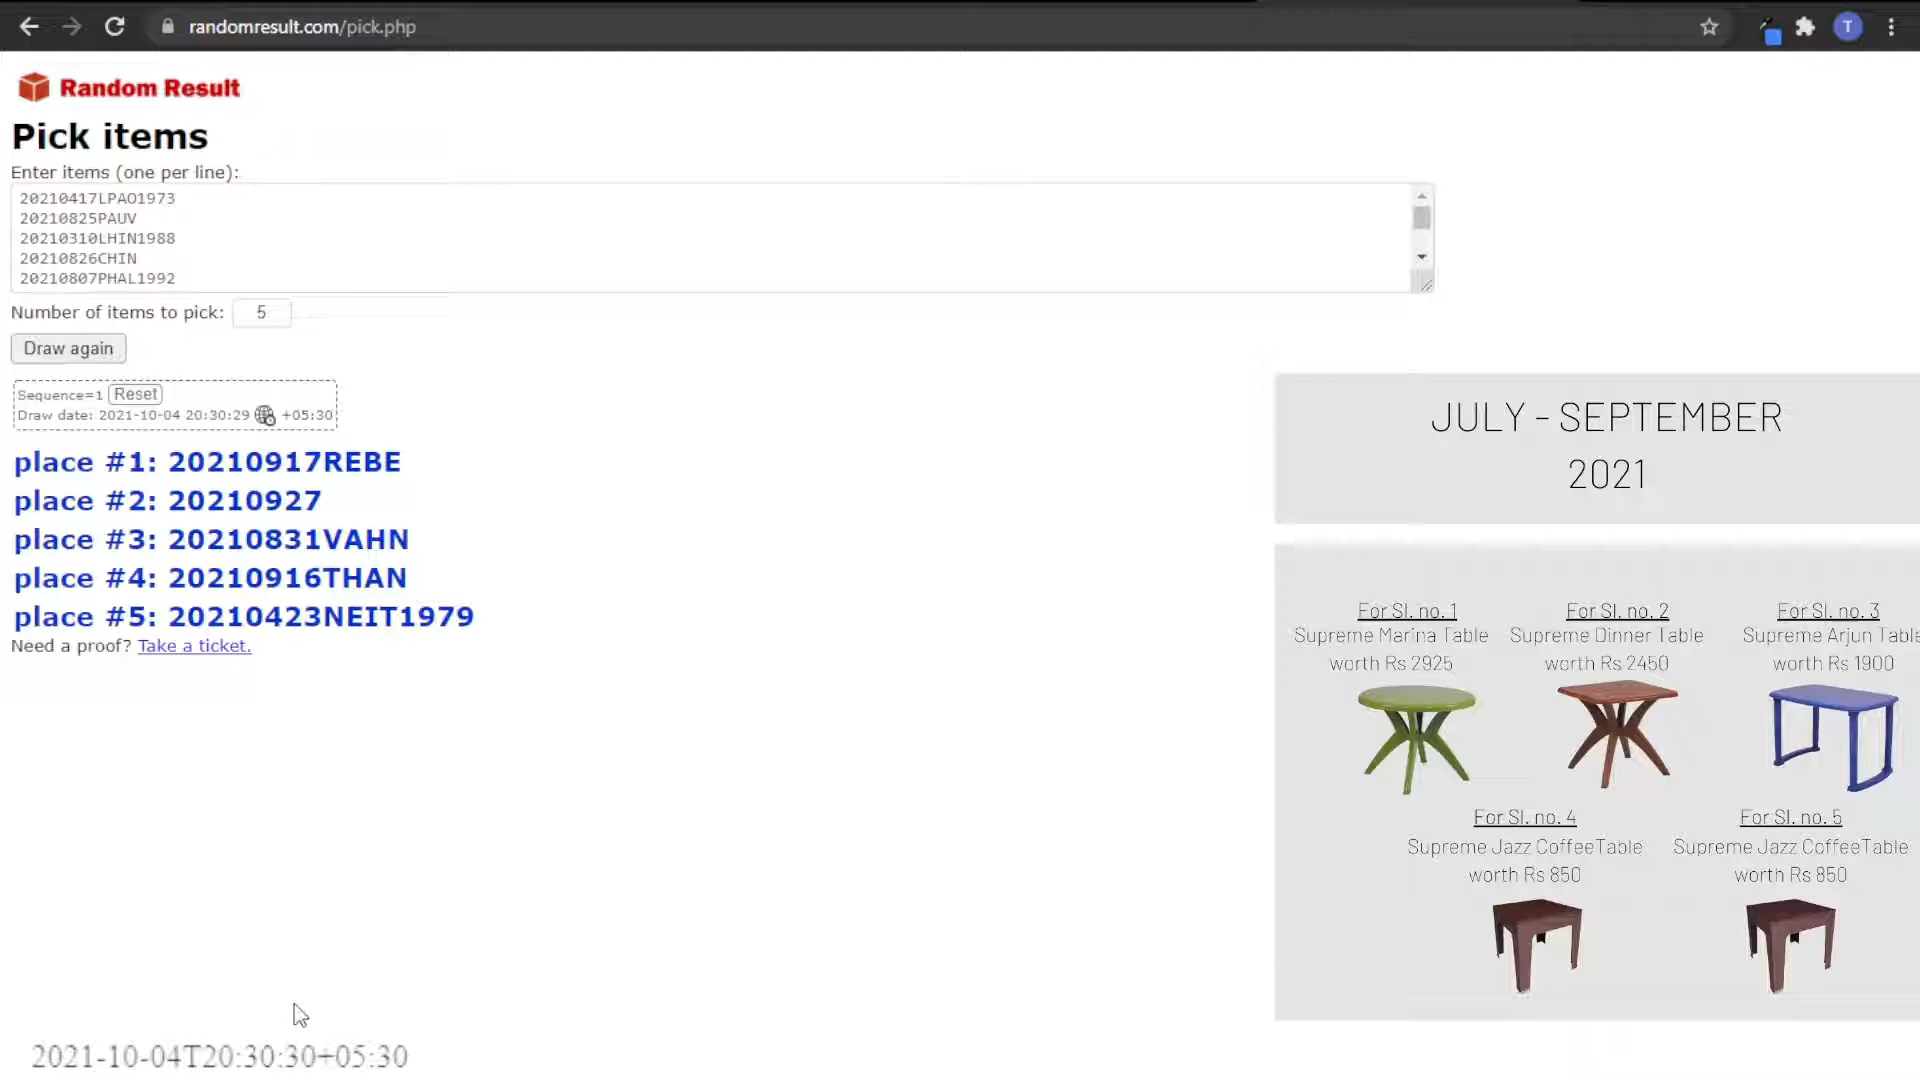 randomresult.com/pick.php
T
Random Result
Pick items
Enter items (one per line):
20210417LPAO1973
20210825PAUV
20210310LHIN1988
20210826CHIN
20210807PHAL1992
Number of items to pick: 5
Draw again
Sequence=1 Reset
Draw date: 2021-10-04 20:30:29 +05:30
place #1: 20210917REBE
place #2: 20210927
place #3: 20210831VAHN
place #4: 20210916THAN
place #5: 20210423NEIT1979
Need a proof? Take a ticket.
JULY - SEPTEMBER
2021
For Sl. no. 1
Supreme Marina Table
worth Rs 2925
For Sl. no. 2
Supreme Dinner Table
worth Rs 2450
For Sl. no. 3
Supreme Arjun Table
worth Rs 1900
For Sl. no. 4
Supreme Jazz CoffeeTable
worth Rs 850
For Sl. no. 5
Supreme Jazz CoffeeTable
worth Rs 850
2021-10-04T20:30:30+05:30